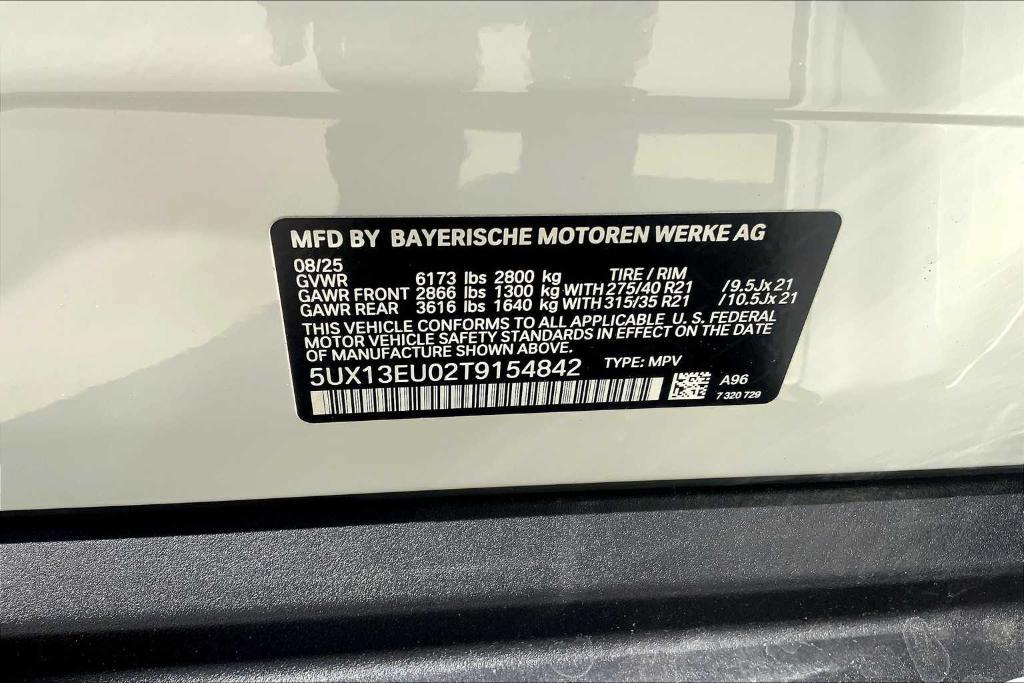 MFD BY BAYERISCHE MOTOREN WERKE AG
08/25 TIRE / RIM
GVWR 6173 lbs 2800 kg
GAWR FRONT 2866 lbs 1300 kg WITH 275/40 R21 /9.5Jx21
GAWR REAR 3616 lbs 1640 kg WITH 315/35 R21 /10.5Jx21
THIS VEHICLE CONFORMS TO ALL APPLICABLE U.S. FEDERAL
MOTOR VEHICLE SAFETY STANDARDS IN EFFECT ON THE DATE
OF MANUFACTURE SHOWN ABOVE.
5UX13EU02T9154842 TYPE: MPV
A96
7 320 729